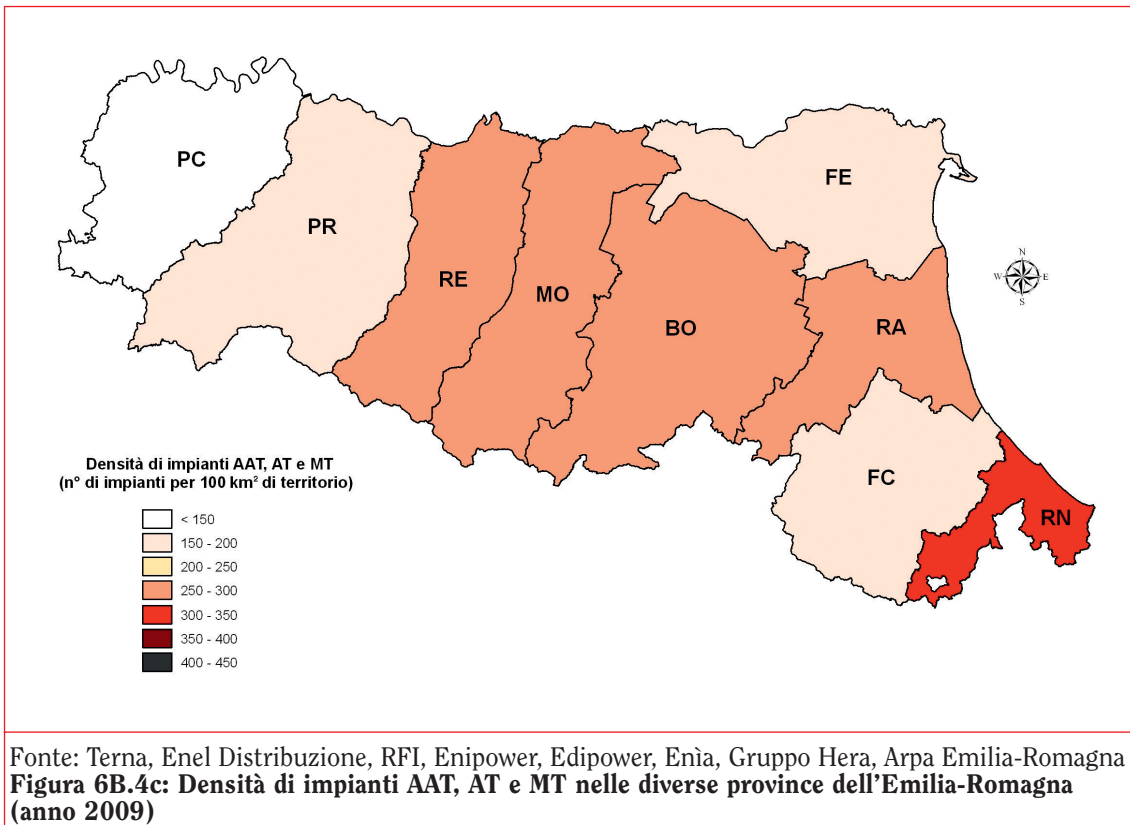 PC
PR
RE
MO
FE
BO
RA
FC
RN
N
W E
S
Densità di impianti AAT, AT e MT
(n° di impianti per 100 km² di territorio)
< 150
150 - 200
200 - 250
250 - 300
300 - 350
350 - 400
400 - 450
Fonte: Terna, Enel Distribuzione, RFI, Enipower, Edipower, Enìa, Gruppo Hera, Arpa Emilia-Romagna
Figura 6B.4c: Densità di impianti AAT, AT e MT nelle diverse province dell'Emilia-Romagna
(anno 2009)